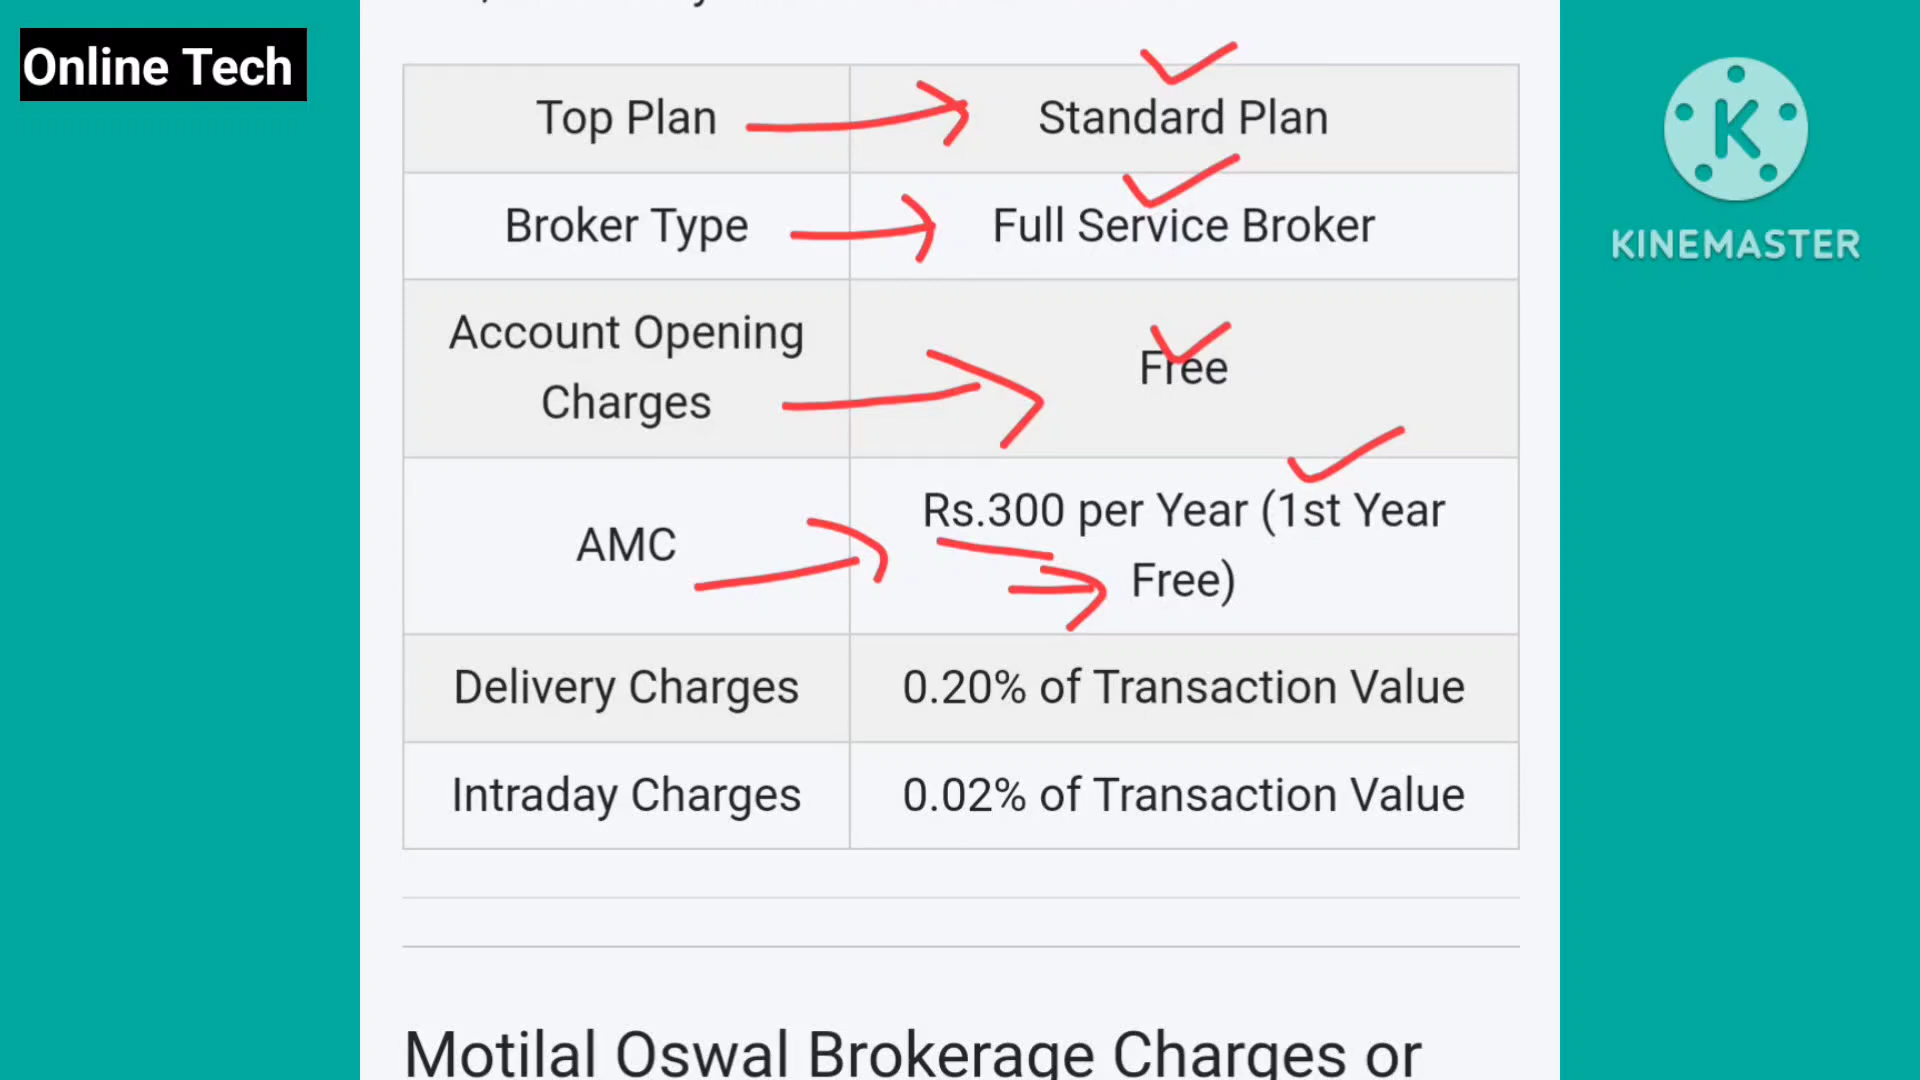 Online Tech
Top Plan Standard Plan
Broker Type Full Service Broker
Account Opening
Charges
Free
AMC
Rs.300 per Year (1st Year
Free)
Delivery Charges 0.20% of Transaction Value
Intraday Charges 0.02% of Transaction Value
Motilal Oswal Brokerage Charges or
K
KINEMASTER